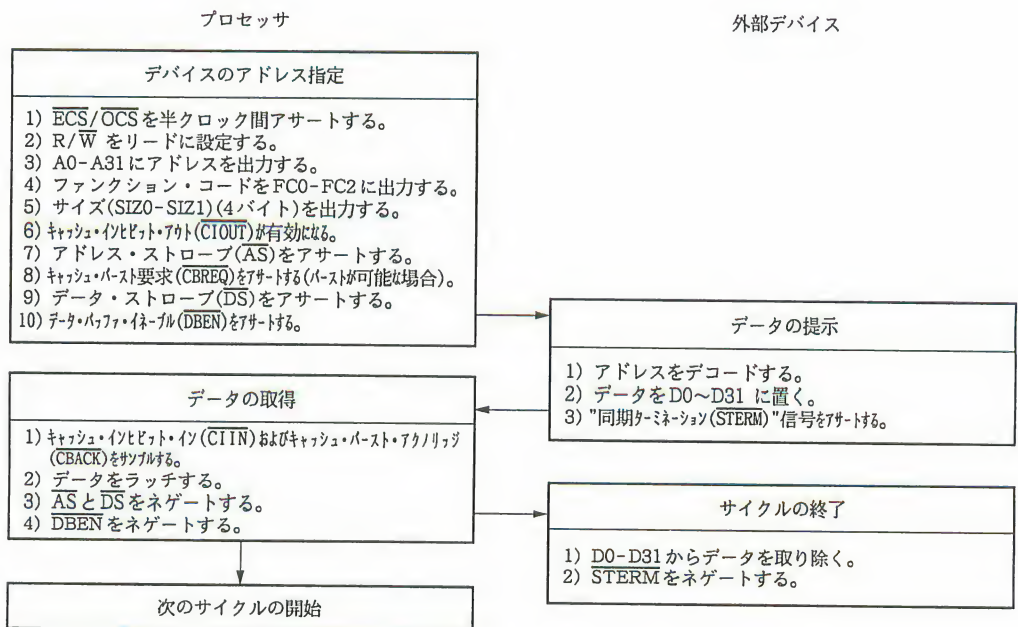 プロセッサ
外部デバイス
デバイスのアドレス指定
1) ECS/OCSを半クロック間アサートする。
2) R/W をリードに設定する。
3) A0-A31にアドレスを出力する。
4) ファンクション・コードをFC0-FC2に出力する。
5) サイズ(SIZ0-SIZ1)(4バイト)を出力する。
6) キャッシュ・インヒビット・アウト(CIOUT)が有効になる。
7) アドレス・ストローブ(AS)をアサートする。
8) キャッシュ・バースト要求(CBREQ)をアサートする(バーストが可能な場合)。
9) データ・ストローブ(DS)をアサートする。
10) データ・バッファ・イネーブル(DBEN)をアサートする。
データの提示
1) アドレスをデコードする。
2) データをD0〜D31 に置く。
3) "同期ターミネーション(STERM)"信号をアサートする。
データの取得
1) キャッシュ・インヒビット・イン(CIIN)およびキャッシュ・バースト・アクノリッジ
(CBACK)をサンプルする。
2) データをラッチする。
3) ASとDSをネゲートする。
4) DBENをネゲートする。
サイクルの終了
1) D0-D31からデータを取り除く。
2) STERMをネゲートする。
次のサイクルの開始